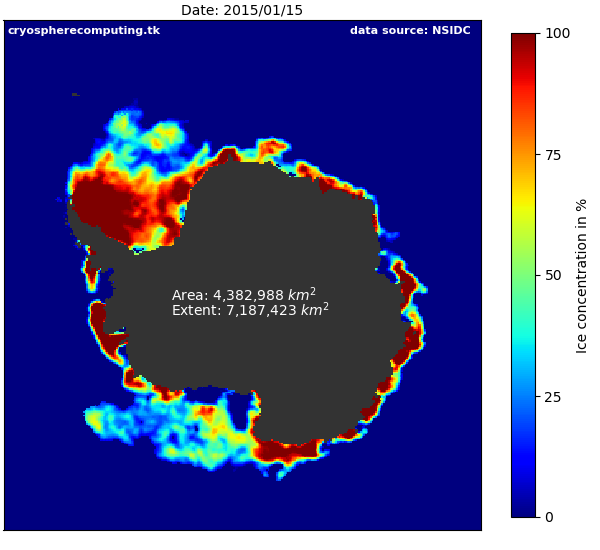 Date: 2015/01/15
cryospherecomputing.tk
data source: NSIDC
Area: 4,382,988 km²
Extent: 7,187,423 km²
100
75
50
25
0
Ice concentration in %